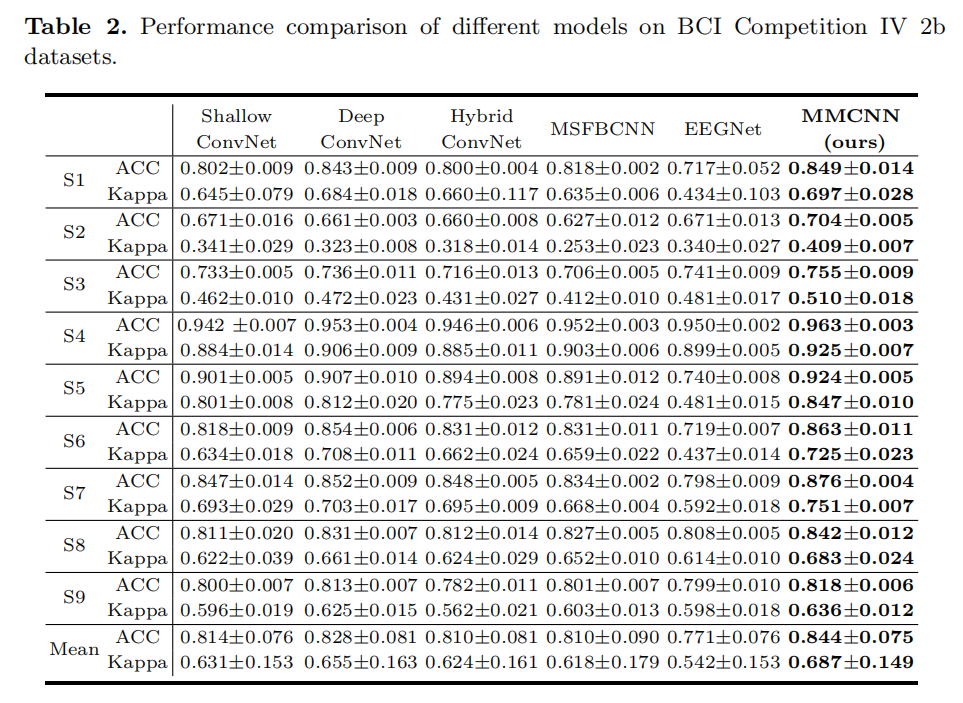 Table 2. Performance comparison of different models on BCI Competition IV 2b
datasets.
Shallow Deep Hybrid MSFBCNN EEGNet MMCNN
ConvNet ConvNet ConvNet (ours)
S1 ACC 0.802±0.009 0.843±0.009 0.800±0.004 0.818±0.002 0.717±0.052 0.849±0.014
Kappa 0.645±0.079 0.684±0.018 0.660±0.117 0.635±0.006 0.434±0.103 0.697±0.028
S2 ACC 0.671±0.016 0.661±0.003 0.660±0.008 0.627±0.012 0.671±0.013 0.704±0.005
Kappa 0.341±0.029 0.323±0.008 0.318±0.014 0.253±0.023 0.340±0.027 0.409±0.007
S3 ACC 0.733±0.005 0.736±0.011 0.716±0.013 0.706±0.005 0.741±0.009 0.755±0.009
Kappa 0.462±0.010 0.472±0.023 0.431±0.027 0.412±0.010 0.481±0.017 0.510±0.018
S4 ACC 0.942 ±0.007 0.953±0.004 0.946±0.006 0.952±0.003 0.950±0.002 0.963±0.003
Kappa 0.884±0.014 0.906±0.009 0.885±0.011 0.903±0.006 0.899±0.005 0.925±0.007
S5 ACC 0.901±0.005 0.907±0.010 0.894±0.008 0.891±0.012 0.740±0.008 0.924±0.005
Kappa 0.801±0.008 0.812±0.020 0.775±0.023 0.781±0.024 0.481±0.015 0.847±0.010
S6 ACC 0.818±0.009 0.854±0.006 0.831±0.012 0.831±0.011 0.719±0.007 0.863±0.011
Kappa 0.634±0.018 0.708±0.011 0.662±0.024 0.659±0.022 0.437±0.014 0.725±0.023
S7 ACC 0.847±0.014 0.852±0.009 0.848±0.005 0.834±0.002 0.798±0.009 0.876±0.004
Kappa 0.693±0.029 0.703±0.017 0.695±0.009 0.668±0.004 0.592±0.018 0.751±0.007
S8 ACC 0.811±0.020 0.831±0.007 0.812±0.014 0.827±0.005 0.808±0.005 0.842±0.012
Kappa 0.622±0.039 0.661±0.014 0.624±0.029 0.652±0.010 0.614±0.010 0.683±0.024
S9 ACC 0.800±0.007 0.813±0.007 0.782±0.011 0.801±0.007 0.799±0.010 0.818±0.006
Kappa 0.596±0.019 0.625±0.015 0.562±0.021 0.603±0.013 0.598±0.018 0.636±0.012
Mean ACC 0.814±0.076 0.828±0.081 0.810±0.081 0.810±0.090 0.771±0.076 0.844±0.075
Kappa 0.631±0.153 0.655±0.163 0.624±0.161 0.618±0.179 0.542±0.153 0.687±0.149